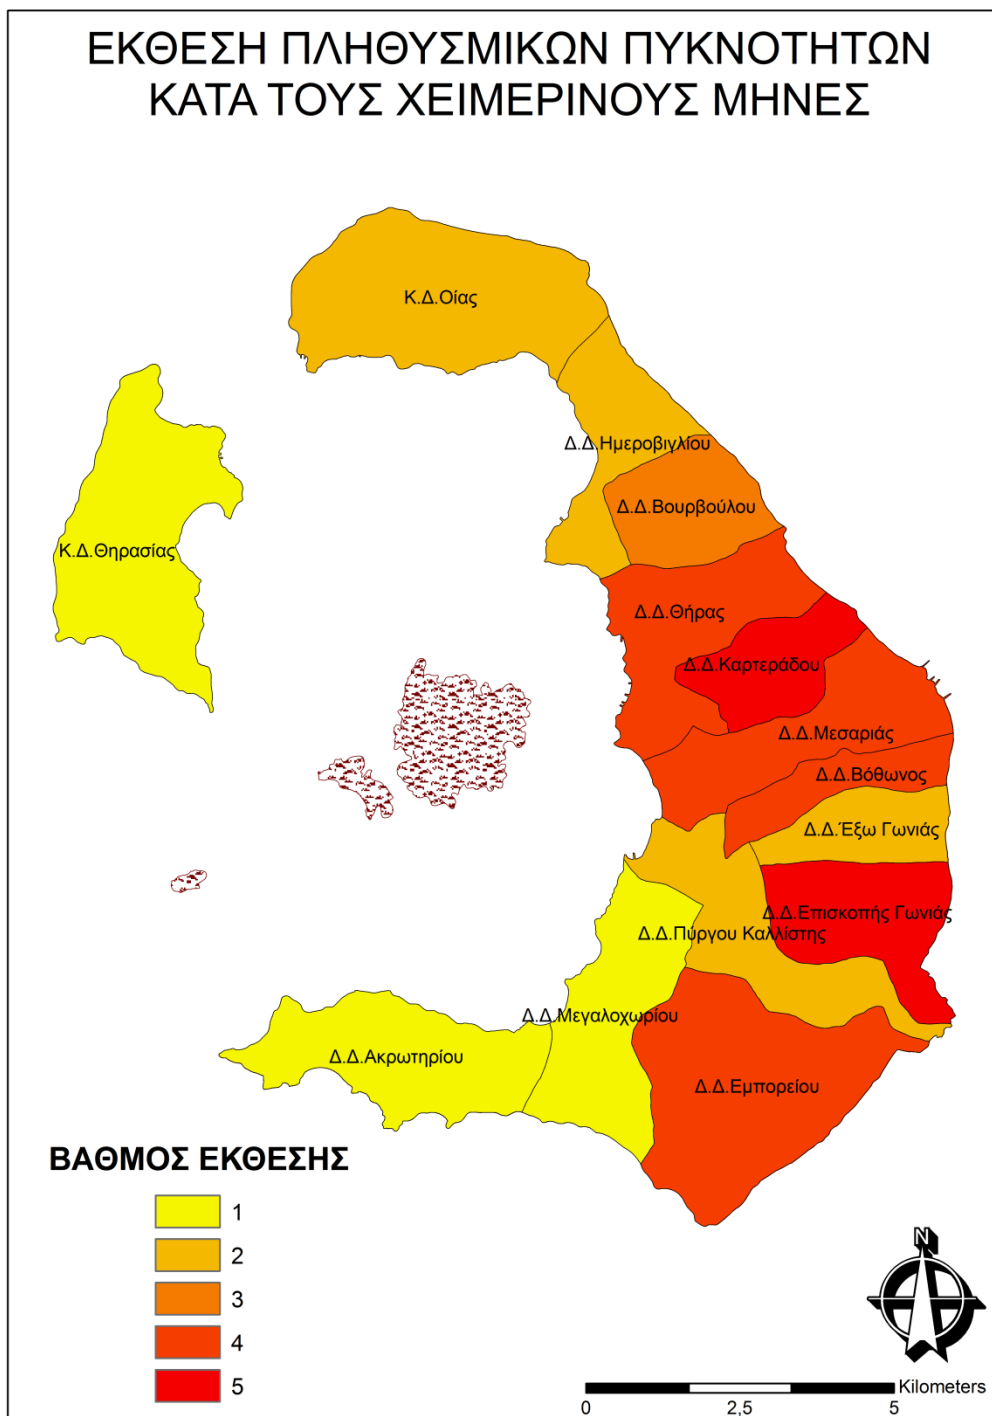 ΕΚΘΕΣΗ ΠΛΗΘΥΣΜΙΚΩΝ ΠΥΚΝΟΤΗΤΩΝ
ΚΑΤΑ ΤΟΥΣ ΧΕΙΜΕΡΙΝΟΥΣ ΜΗΝΕΣ
Κ.Δ.Οίας
Δ.Δ.Ημεροβιγλίου
Δ.Δ.Βουρβούλου
Κ.Δ.Θηρασίας
Δ.Δ.Θήρας
Δ.Δ.Καρτεράδου
Δ.Δ.Μεσαριάς
Δ.Δ.Βόθωνος
Δ.Δ.Έξω Γωνιάς
Δ.Δ.Επισκοπής Γωνιάς
Δ.Δ.Πύργου Καλλίστης
Δ.Δ.Μεγαλοχωρίου
Δ.Δ.Ακρωτηρίου
Δ.Δ.Εμπορείου
ΒΑΘΜΟΣ ΕΚΘΕΣΗΣ
1
2
3
4
5
N
Kilometers
0 2,5 5